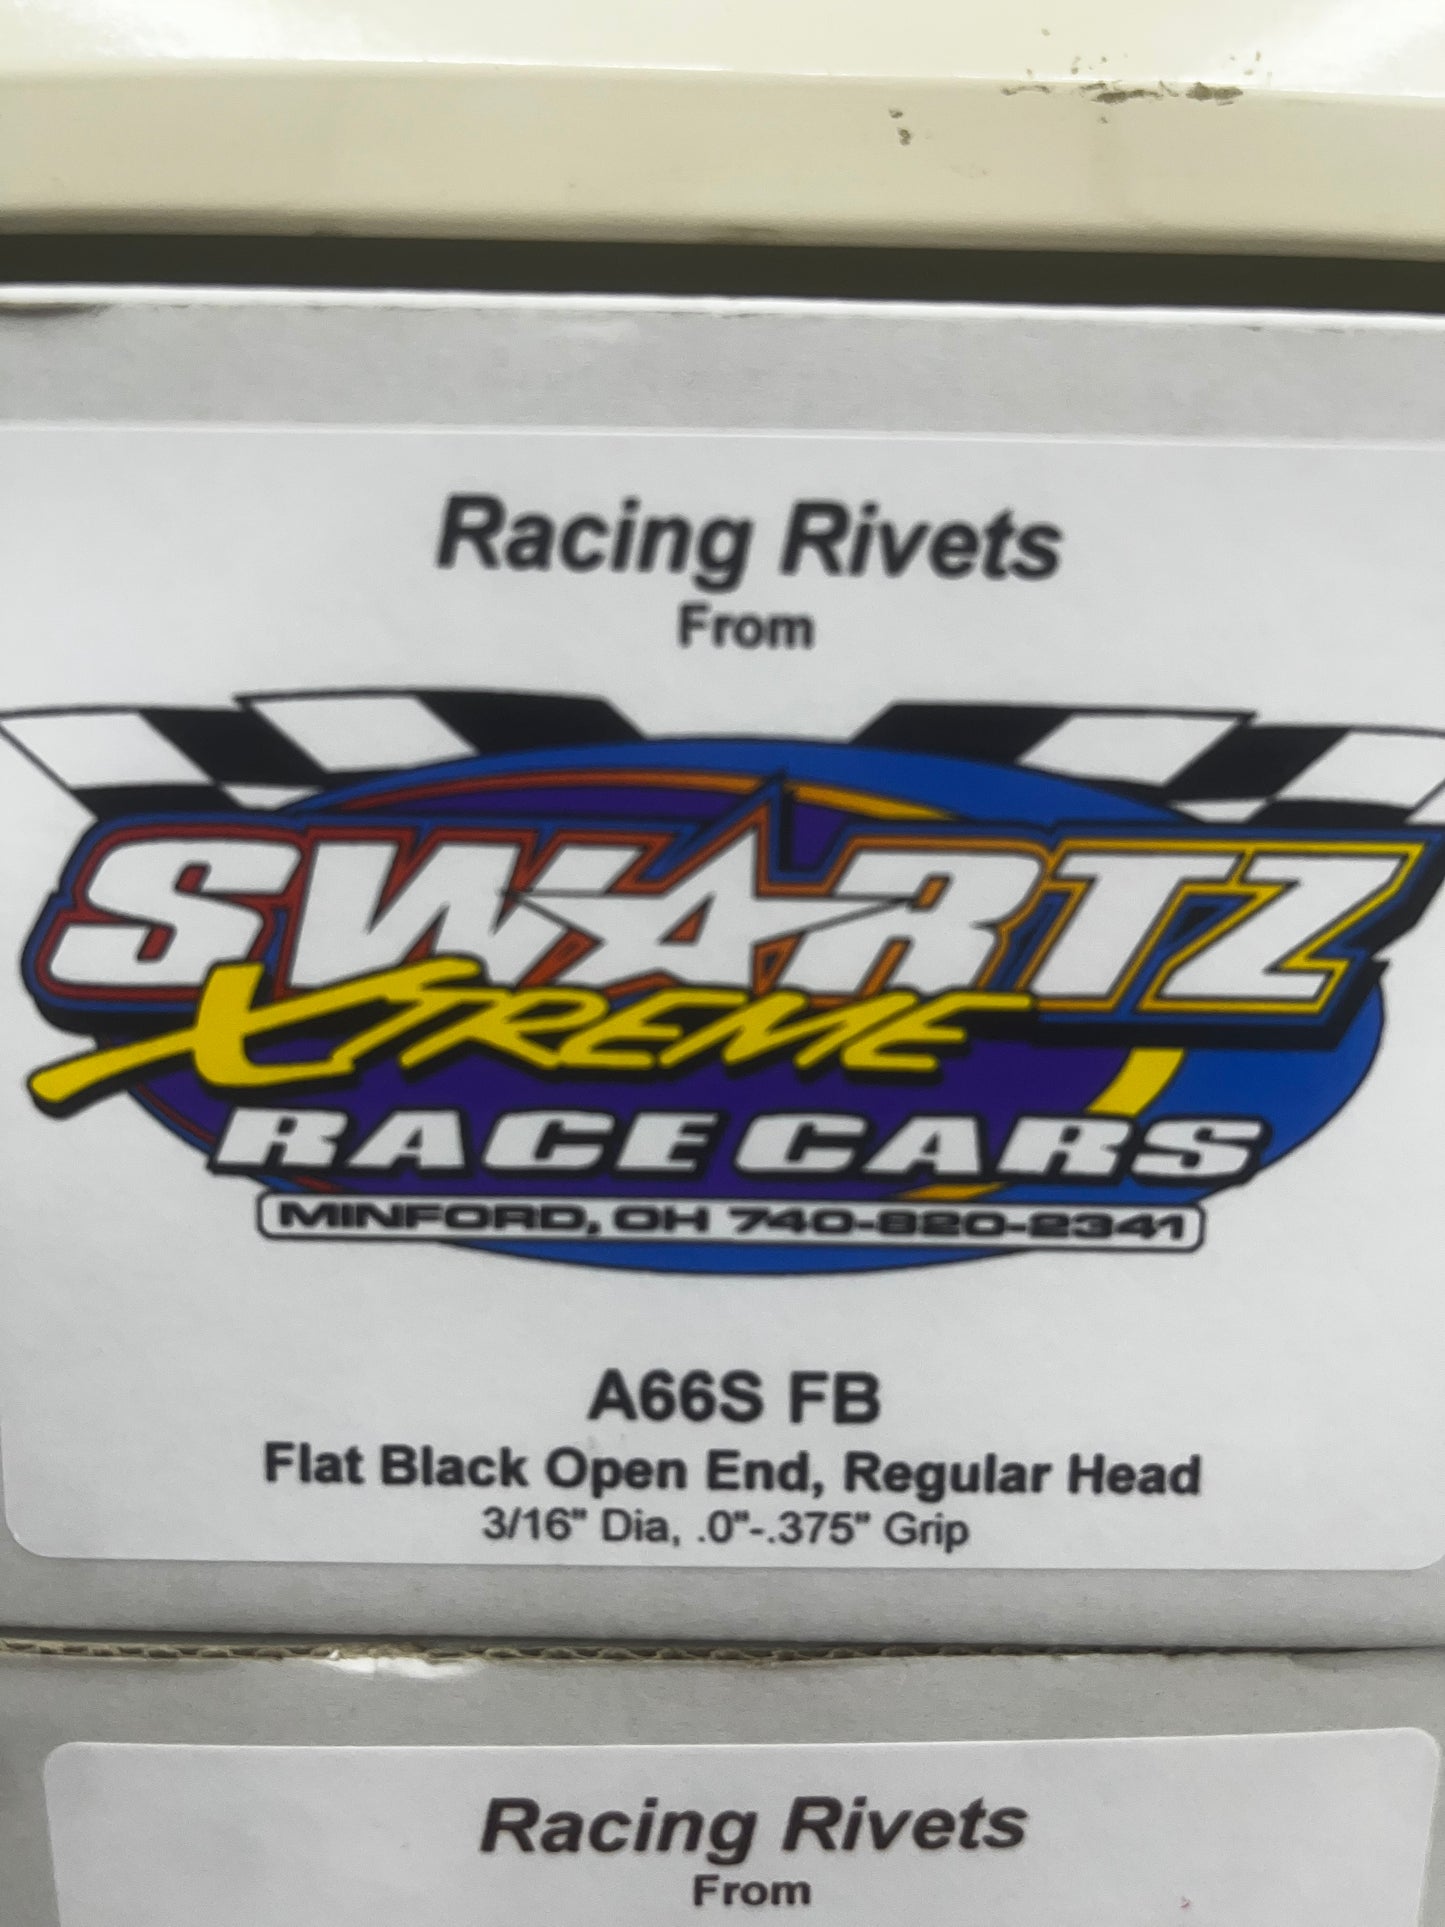 Racing Rivets
From
SWARTZ
XTREME
RACE CARS
MINFORD, OH 740-820-2341
A66S FB
Flat Black Open End, Regular Head
3/16" Dia, .0"-.375" Grip
Racing Rivets
From